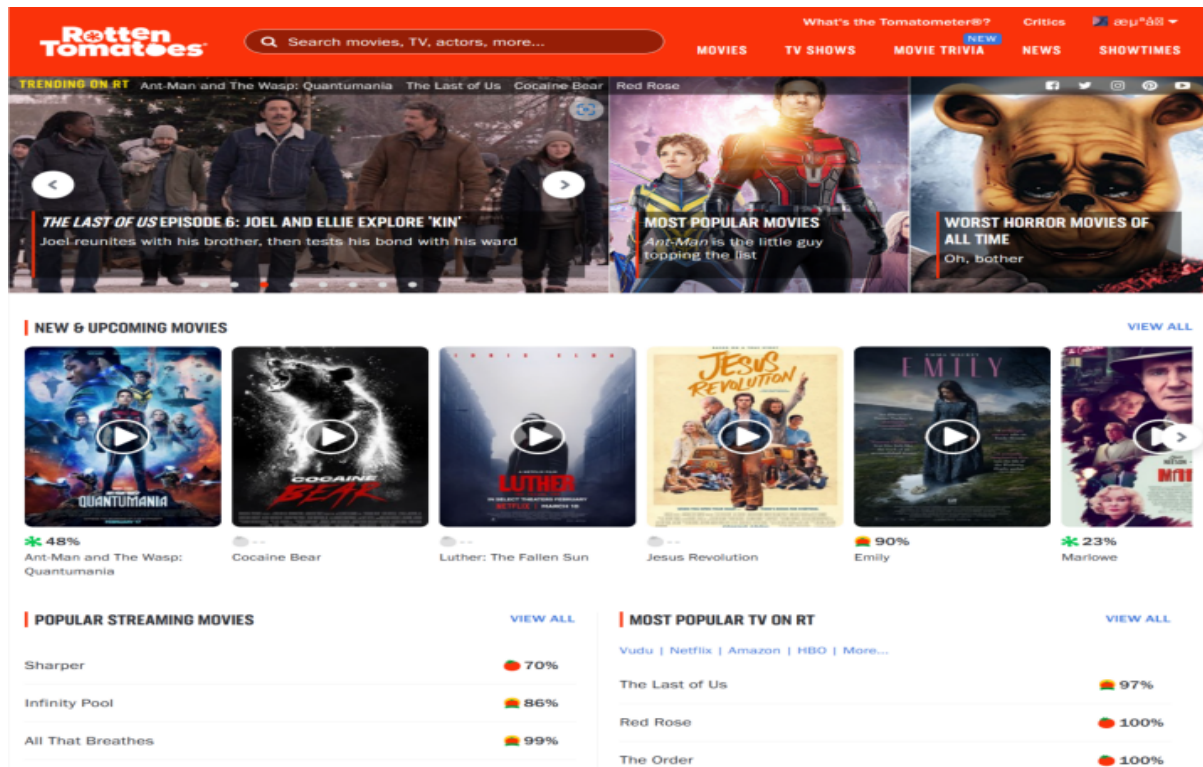 What's the Tomatometer®?
Critics
æµ·å¤
Rotten
Tomatoes
Search movies, TV, actors, more...
NEW
MOVIES
TV SHOWS
MOVIE TRIVIA
NEWS
SHOWTIMES
TRENDING ON RT
Ant-Man and The Wasp: Quantumania
The Last of Us
Cocaine Bear
Red Rose
THE LAST OF US EPISODE 6: JOEL AND ELLIE EXPLORE 'KIN'
Joel reunites with his brother, then tests his bond with his ward
MOST POPULAR MOVIES
Ant-Man is the little guy
topping the list
WORST HORROR MOVIES OF
ALL TIME
Oh, bother
NEW & UPCOMING MOVIES
VIEW ALL
QUANTUMANIA
COCAINE
BEAR
IDRIS ELBA
LUTHER
IN SELECT THEATERS FEBRUARY
NETFLIX | MARCH 10
JESUS
REVOLUTION
EMILY
48%
Ant-Man and The Wasp:
Quantumania
--
Cocaine Bear
--
Luther: The Fallen Sun
--
Jesus Revolution
90%
Emily
23%
Marlowe
POPULAR STREAMING MOVIES
VIEW ALL
Sharper
70%
Infinity Pool
86%
All That Breathes
99%
MOST POPULAR TV ON RT
VIEW ALL
Vudu | Netflix | Amazon | HBO | More...
The Last of Us
97%
Red Rose
100%
The Order
100%